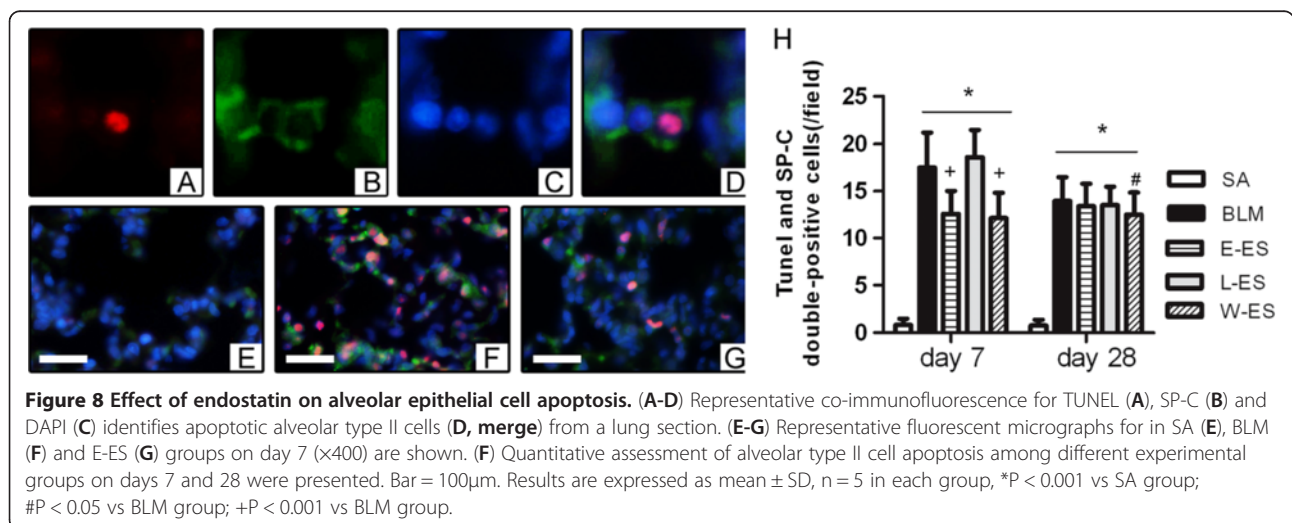 A
B
C
D
E
F
G
H
Tunel and SP-C
double-positive cells(/field)
25
20
15
10
5
0
*
+
+
*
#
day 7
day 28
SA
BLM
E-ES
L-ES
W-ES
Figure 8 Effect of endostatin on alveolar epithelial cell apoptosis. (A-D) Representative co-immunofluorescence for TUNEL (A), SP-C (B) and
DAPI (C) identifies apoptotic alveolar type II cells (D, merge) from a lung section. (E-G) Representative fluorescent micrographs for in SA (E), BLM
(F) and E-ES (G) groups on day 7 (×400) are shown. (F) Quantitative assessment of alveolar type II cell apoptosis among different experimental
groups on days 7 and 28 were presented. Bar = 100μm. Results are expressed as mean ± SD, n = 5 in each group, *P < 0.001 vs SA group;
#P < 0.05 vs BLM group; +P < 0.001 vs BLM group.